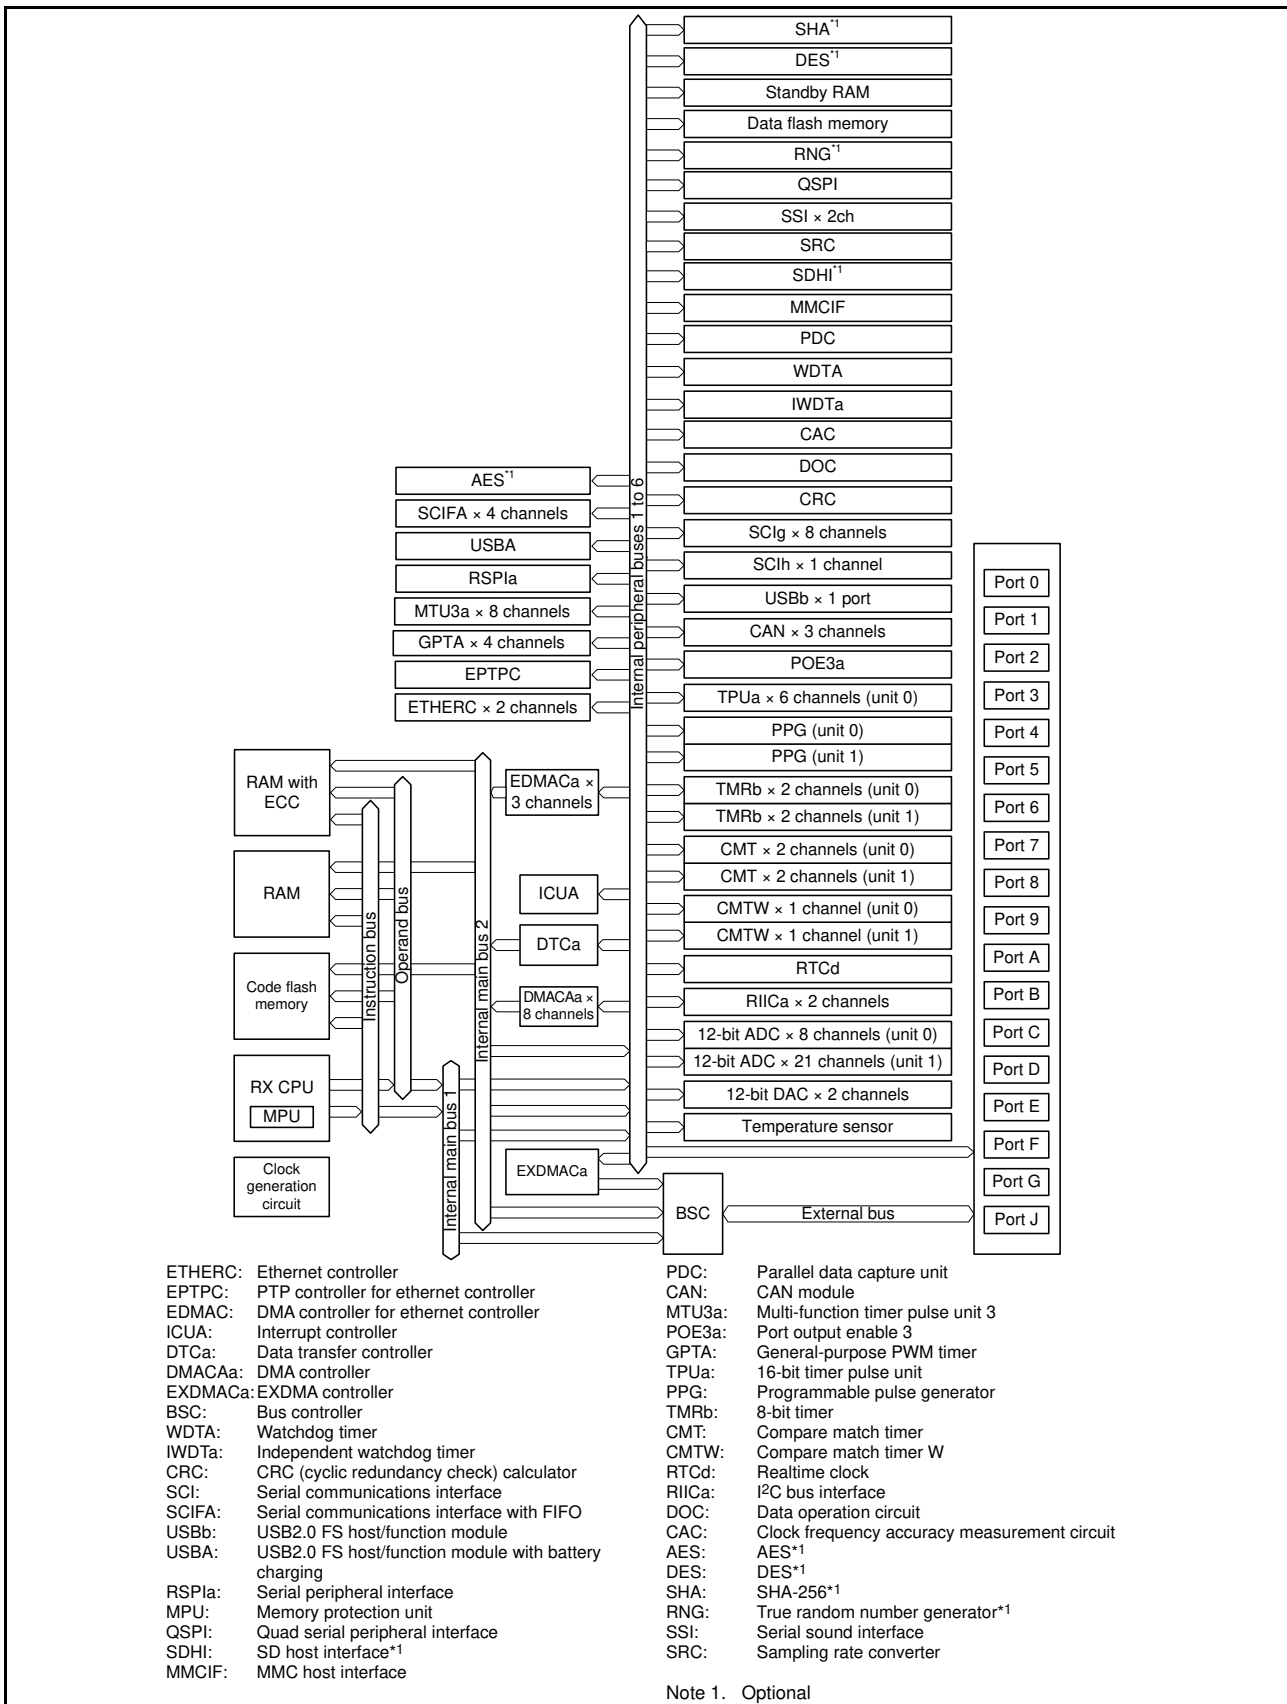 SHA*1
DES*1
Standby RAM
Data flash memory
RNG*1
QSPI
SSI × 2ch
SRC
SDHI*1
MMCIF
PDC
WDTA
IWDTa
CAC
DOC
CRC
SCIg × 8 channels
SCIh × 1 channel
USBb × 1 port
CAN × 3 channels
POE3a
TPUa × 6 channels (unit 0)
PPG (unit 0)
PPG (unit 1)
TMRb × 2 channels (unit 0)
TMRb × 2 channels (unit 1)
CMT × 2 channels (unit 0)
CMT × 2 channels (unit 1)
CMTW × 1 channel (unit 0)
CMTW × 1 channel (unit 1)
RTCd
RIICa × 2 channels
12-bit ADC × 8 channels (unit 0)
12-bit ADC × 21 channels (unit 1)
12-bit DAC × 2 channels
Temperature sensor
Internal peripheral buses 1 to 6
AES*1
SCIFA × 4 channels
USBA
RSPIa
MTU3a × 8 channels
GPTA × 4 channels
EPTPC
ETHERC × 2 channels
EDMACa ×
3 channels
ICUA
DTCa
DMACAa ×
8 channels
EXDMACa
BSC
External bus
RAM with
ECC
RAM
Code flash
memory
RX CPU
MPU
Clock
generation
circuit
Instruction bus
Operand bus
Internal main bus 1
Internal main bus 2
Port 0
Port 1
Port 2
Port 3
Port 4
Port 5
Port 6
Port 7
Port 8
Port 9
Port A
Port B
Port C
Port D
Port E
Port F
Port G
Port J
ETHERC: Ethernet controller
EPTPC: PTP controller for ethernet controller
EDMAC: DMA controller for ethernet controller
ICUA: Interrupt controller
DTCa: Data transfer controller
DMACAa: DMA controller
EXDMACa: EXDMA controller
BSC: Bus controller
WDTA: Watchdog timer
IWDTa: Independent watchdog timer
CRC: CRC (cyclic redundancy check) calculator
SCI: Serial communications interface
SCIFA: Serial communications interface with FIFO
USBb: USB2.0 FS host/function module
USBA: USB2.0 FS host/function module with battery
charging
RSPIa: Serial peripheral interface
MPU: Memory protection unit
QSPI: Quad serial peripheral interface
SDHI: SD host interface*1
MMCIF: MMC host interface
PDC: Parallel data capture unit
CAN: CAN module
MTU3a: Multi-function timer pulse unit 3
POE3a: Port output enable 3
GPTA: General-purpose PWM timer
TPUa: 16-bit timer pulse unit
PPG: Programmable pulse generator
TMRb: 8-bit timer
CMT: Compare match timer
CMTW: Compare match timer W
RTCd: Realtime clock
RIICa: I2C bus interface
DOC: Data operation circuit
CAC: Clock frequency accuracy measurement circuit
AES: AES*1
DES: DES*1
SHA: SHA-256*1
RNG: True random number generator*1
SSI: Serial sound interface
SRC: Sampling rate converter
Note 1. Optional